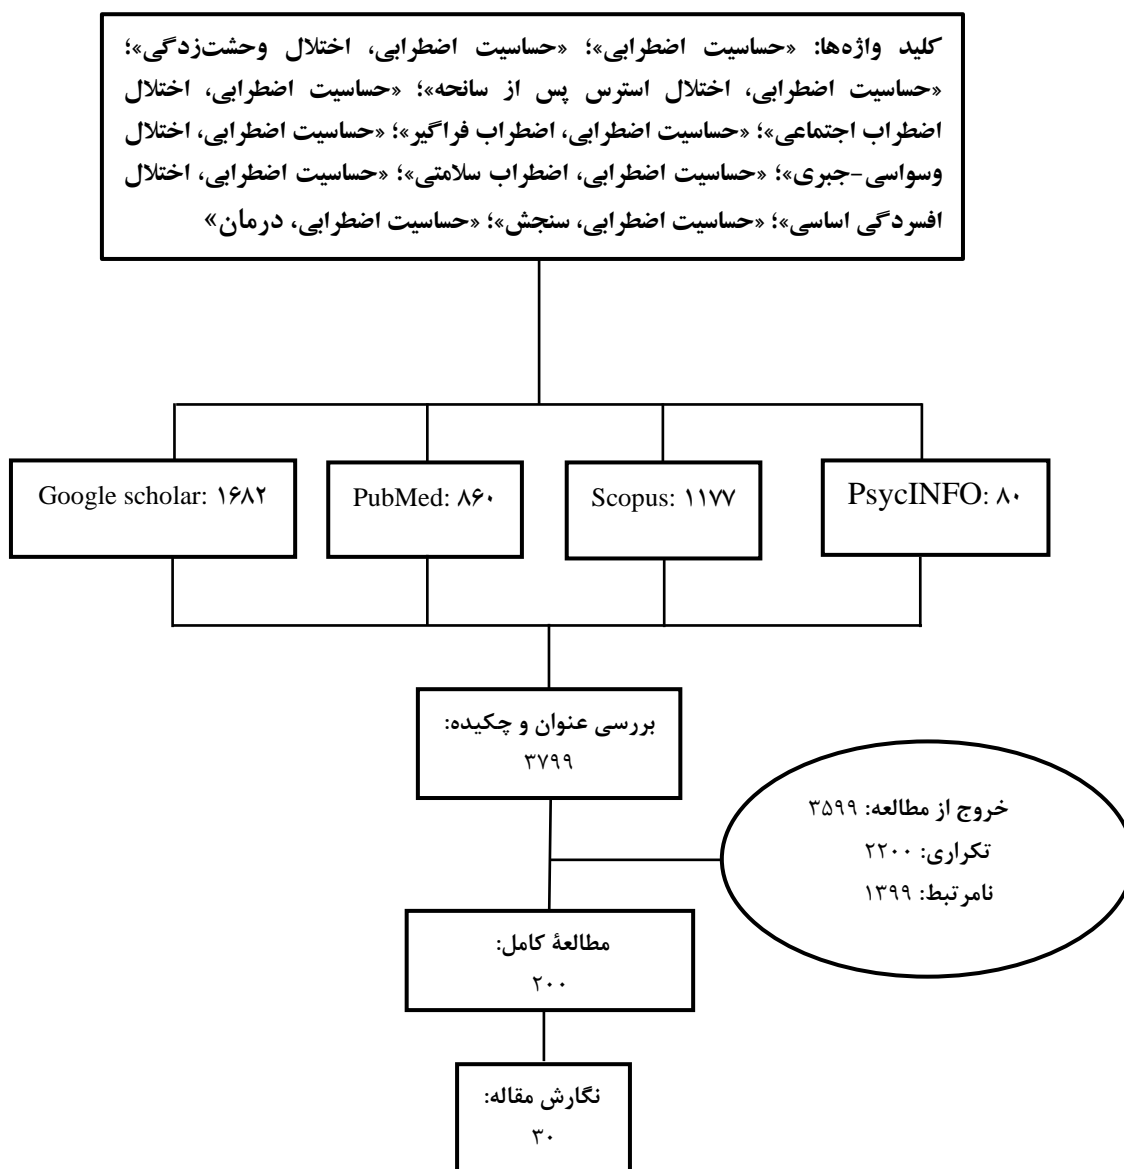 کلید واژه‌ها: «حساسیت اضطرابی»؛ «حساسیت اضطرابی، اختلال وحشت‌زدگی»؛
«حساسیت اضطرابی، اختلال استرس پس از سانحه»؛ «حساسیت اضطرابی، اختلال
اضطراب اجتماعی»؛ «حساسیت اضطرابی، اضطراب فراگیر»؛ «حساسیت اضطرابی، اختلال
وسواسی-جبری»؛ «حساسیت اضطرابی، اضطراب سلامتی»؛ «حساسیت اضطرابی، اختلال
افسردگی اساسی»؛ «حساسیت اضطرابی، سنجش»؛ «حساسیت اضطرابی، درمان»
Google scholar: ۱۶۸۲
PubMed: ۸۶۰
Scopus: ۱۱۷۷
PsycINFO: ۸۰
بررسی عنوان و چکیده:
۳۷۹۹
خروج از مطالعه: ۳۵۹۹
تکراری: ۲۲۰۰
نامرتبط: ۱۳۹۹
مطالعهٔ کامل:
۲۰۰
نگارش مقاله:
۳۰